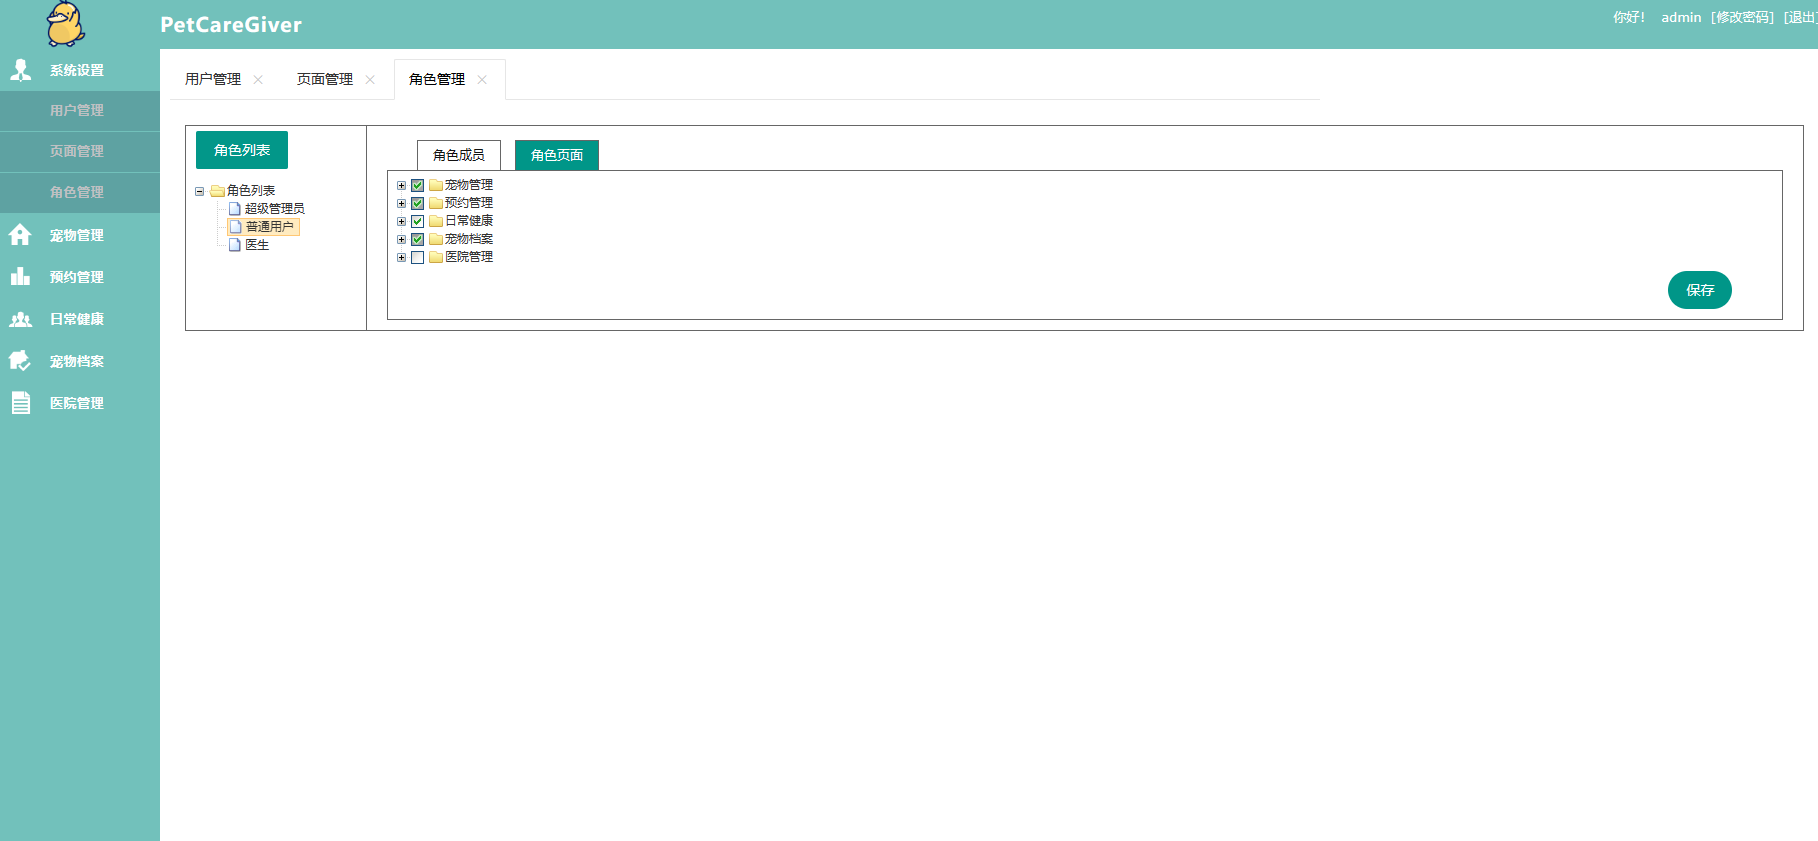 PetCareGiver
你好! admin [修改密码] [退出]
系统设置
用户管理
页面管理
角色管理
宠物管理
预约管理
日常健康
宠物档案
医院管理
用户管理 页面管理 角色管理
角色列表
角色列表
超级管理员
普通用户
医生
角色成员 角色页面
宠物管理
预约管理
日常健康
宠物档案
医院管理
保存